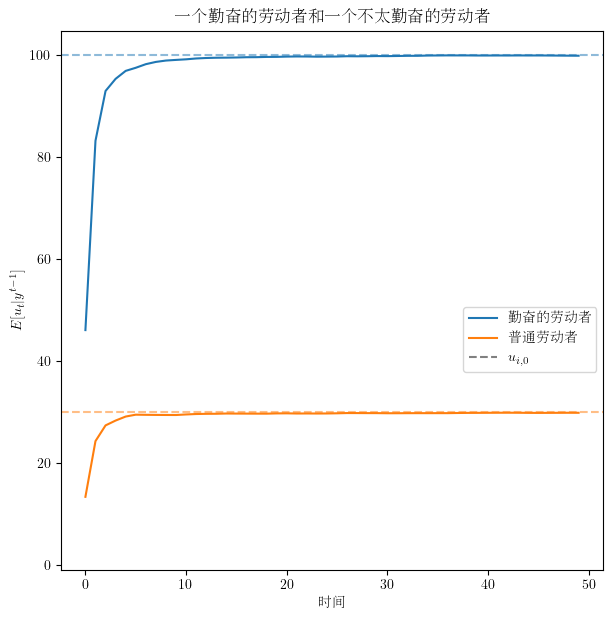 一个勤奋的劳动者和一个不太勤奋的劳动者
100
80
60
40
20
0
E[u_t|y^{t-1}]
勤奋的劳动者
普通劳动者
u_{i,0}
0 10 20 30 40 50
时间